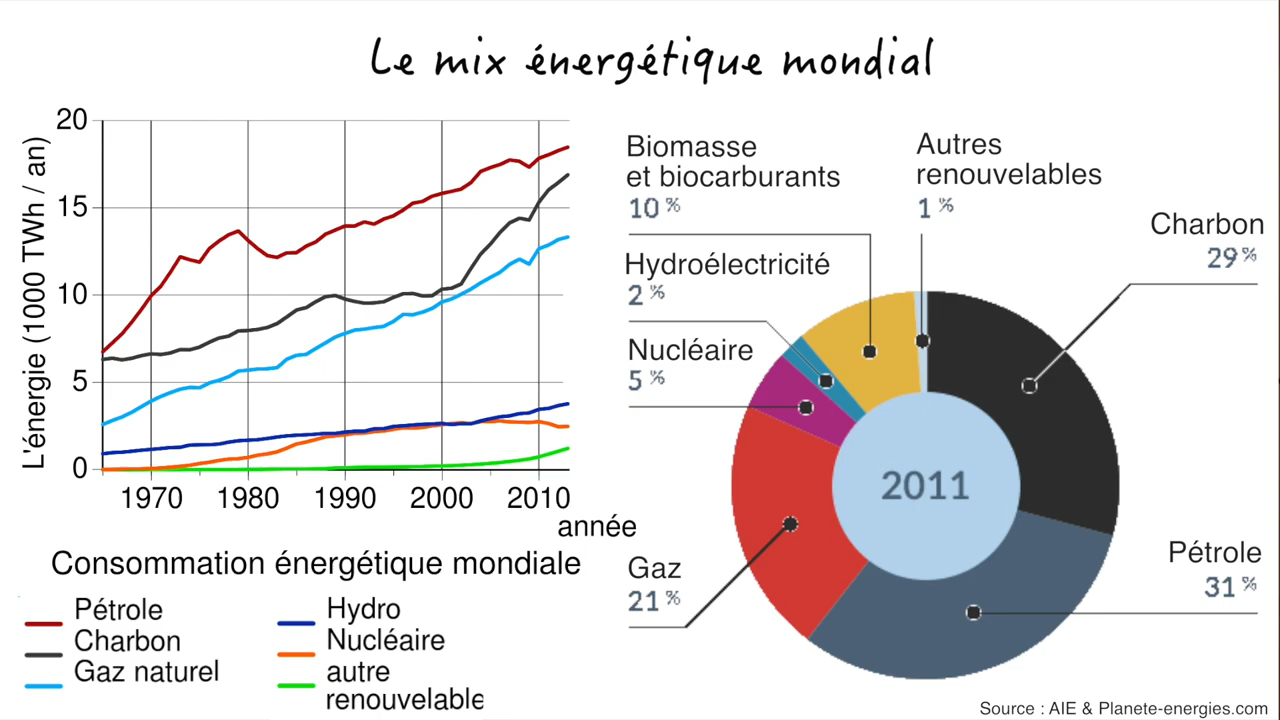 Le mix énergétique mondial
20
15
10
5
0
L'énergie (1000 TWh / an)
1970 1980 1990 2000 2010
année
Consommation énergétique mondiale
Pétrole
Charbon
Gaz naturel
Hydro
Nucléaire
autre
renouvelable
Biomasse
et biocarburants
10 %
Autres
renouvelables
1 %
Charbon
29 %
Hydroélectricité
2 %
Nucléaire
5 %
2011
Gaz
21 %
Pétrole
31 %
Source : AIE & Planete-energies.com